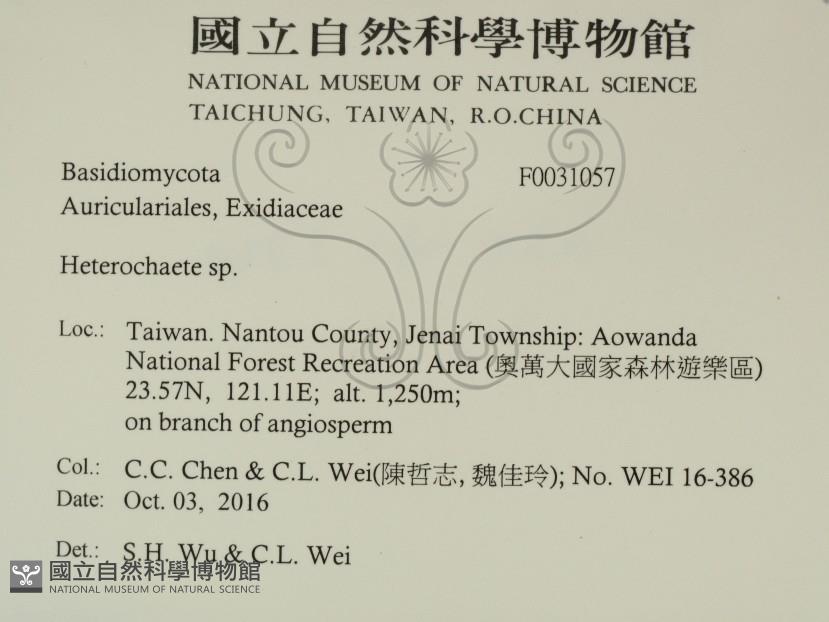 國立自然科學博物館
NATIONAL MUSEUM OF NATURAL SCIENCE
TAICHUNG, TAIWAN, R.O.CHINA
Basidiomycota F0031057
Auriculariales, Exidiaceae
Heterochaete sp.
Loc.: Taiwan. Nantou County, Jenai Township: Aowanda
National Forest Recreation Area (奧萬大國家森林遊樂區)
23.57N, 121.11E; alt. 1,250m;
on branch of angiosperm
Col.: C.C. Chen & C.L. Wei(陳哲志, 魏佳玲); No. WEI 16-386
Date: Oct. 03, 2016
Det.: S.H. Wu & C.L. Wei
國立自然科學博物館
NATIONAL MUSEUM OF NATURAL SCIENCE